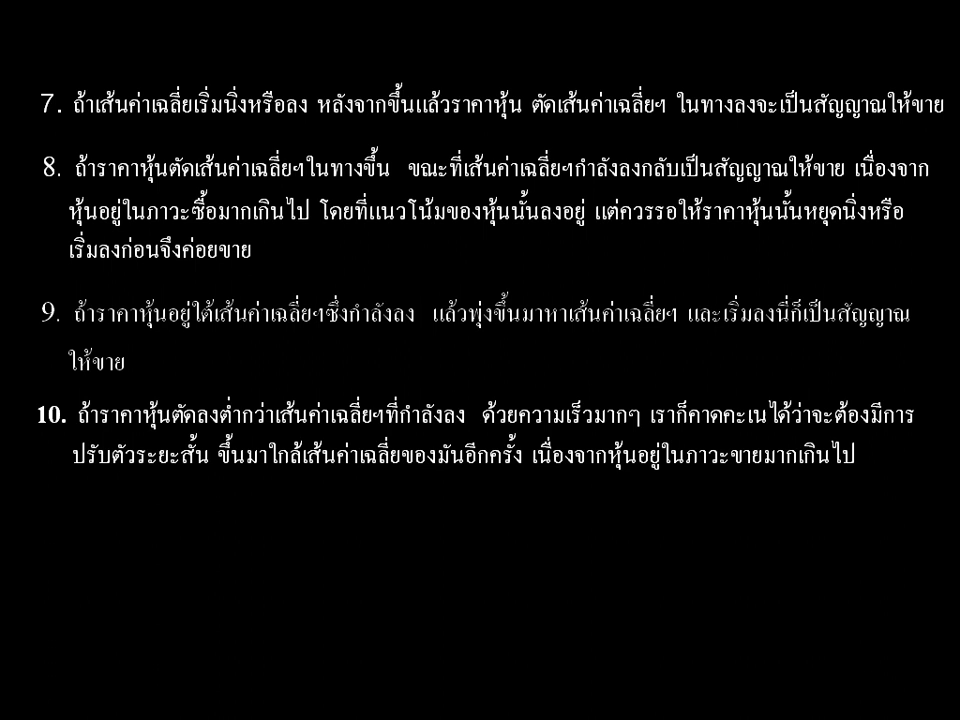 7. ถ้าเส้นค่าเฉลี่ยเริ่มนิ่งหรือลง หลังจากขึ้นแล้วราคาหุ้น ตัดเส้นค่าเฉลี่ยฯ ในทางลงจะเป็นสัญญาณให้ขาย
8. ถ้าราคาหุ้นตัดเส้นค่าเฉลี่ยฯในทางขึ้น ขณะที่เส้นค่าเฉลี่ยฯกำลังลงกลับเป็นสัญญาณให้ขาย เนื่องจาก
หุ้นอยู่ในภาวะซื้อมากเกินไป โดยที่แนวโน้มของหุ้นนั้นลงอยู่ แต่ควรรอให้ราคาหุ้นนั้นหยุดนิ่งหรือ
เริ่มลงก่อนจึงค่อยขาย
9. ถ้าราคาหุ้นอยู่ใต้เส้นค่าเฉลี่ยฯซึ่งกำลังลง แล้วพุ่งขึ้นมาหาเส้นค่าเฉลี่ยฯ และเริ่มลงนี่ก็เป็นสัญญาณ
ให้ขาย
10. ถ้าราคาหุ้นตัดลงต่ำกว่าเส้นค่าเฉลี่ยฯที่กำลังลง ด้วยความเร็วมากๆ เราก็คาดคะเนได้ว่าจะต้องมีการ
ปรับตัวระยะสั้น ขึ้นมาใกล้เส้นค่าเฉลี่ยของมันอีกครั้ง เนื่องจากหุ้นอยู่ในภาวะขายมากเกินไป